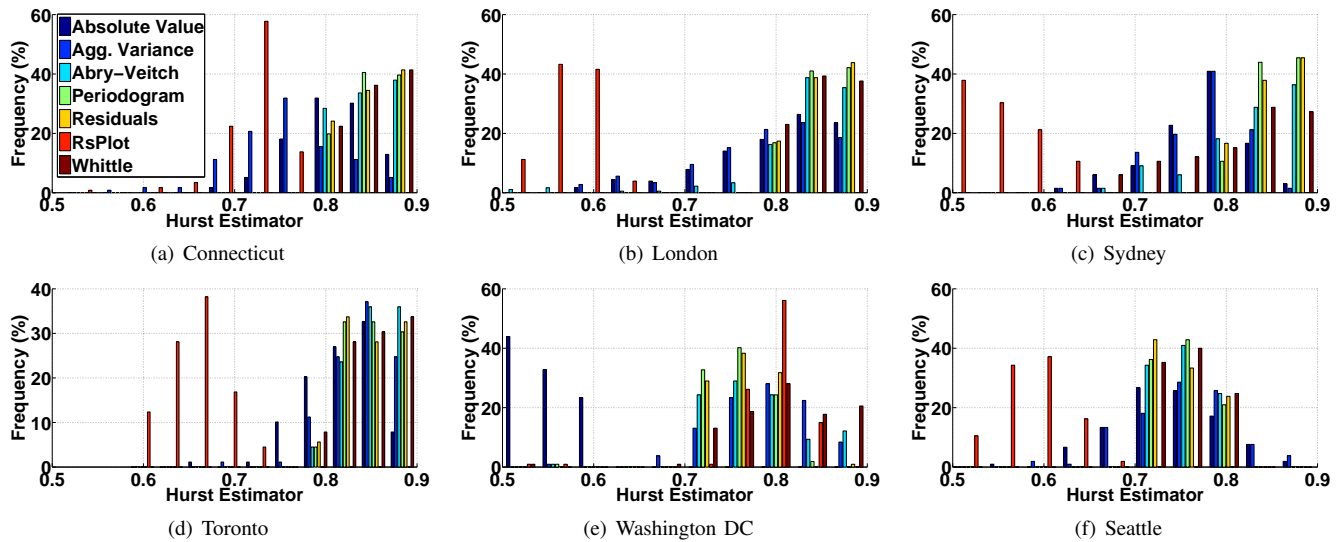 60
40
20
0
Frequency (%)
Absolute Value
Agg. Variance
Abry-Veitch
Periodogram
Residuals
RsPlot
Whittle
0.5 0.6 0.7 0.8 0.9
Hurst Estimator
(a) Connecticut
60
40
20
0
Frequency (%)
0.5 0.6 0.7 0.8 0.9
Hurst Estimator
(b) London
60
40
20
0
Frequency (%)
0.5 0.6 0.7 0.8 0.9
Hurst Estimator
(c) Sydney
40
30
20
10
0
Frequency (%)
0.5 0.6 0.7 0.8 0.9
Hurst Estimator
(d) Toronto
60
40
20
0
Frequency (%)
0.5 0.6 0.7 0.8 0.9
Hurst Estimator
(e) Washington DC
60
40
20
0
Frequency (%)
0.5 0.6 0.7 0.8 0.9
Hurst Estimator
(f) Seattle